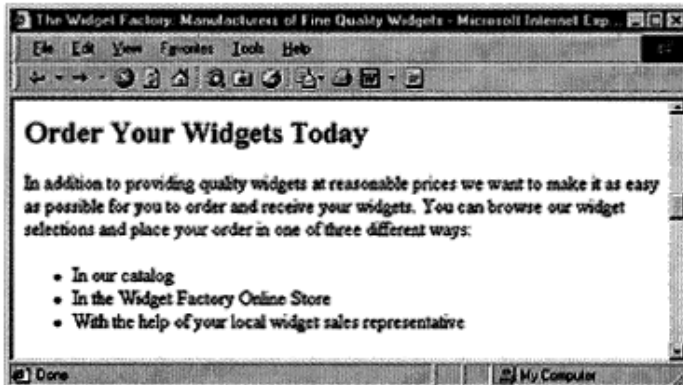 The Widget Factory: Manufacturers of Fine Quality Widgets - Microsoft Internet Exp...
File Edit View Favorites Tools Help
Order Your Widgets Today
In addition to providing quality widgets at reasonable prices we want to make it as easy
as possible for you to order and receive your widgets. You can browse our widget
selections and place your order in one of three different ways:
• In our catalog
• In the Widget Factory Online Store
• With the help of your local widget sales representative
Done My Computer